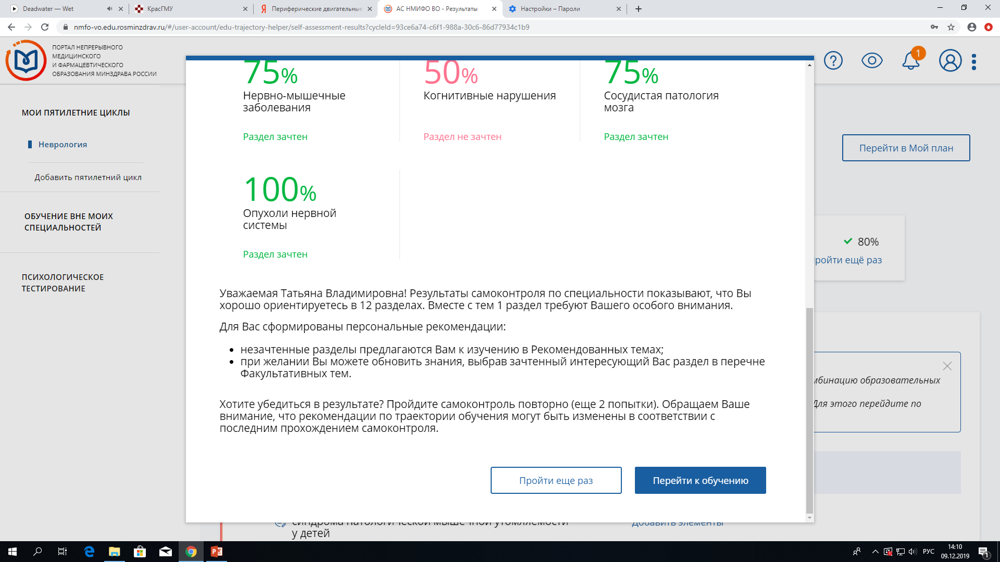 Deadwater — Wet
КрасГМУ
Периферические двигательные
АС НМИФО ВО - Результаты
Настройки – Пароли
nmfo-vo.edu.rosminzdrav.ru/#/user-account/edu-trajectory-helper/self-assessment-results?cycleId=93ce6a74-c6f1-988a-30c6-86d77934c1b9
ПОРТАЛ НЕПРЕРЫВНОГО
МЕДИЦИНСКОГО
И ФАРМАЦЕВТИЧЕСКОГО
ОБРАЗОВАНИЯ МИНЗДРАВА РОССИИ
1
МОИ ПЯТИЛЕТНИЕ ЦИКЛЫ
Неврология
Добавить пятилетний цикл
ОБУЧЕНИЕ ВНЕ МОИХ
СПЕЦИАЛЬНОСТЕЙ
ПСИХОЛОГИЧЕСКОЕ
ТЕСТИРОВАНИЕ
75%
Нервно-мышечные
заболевания
Раздел зачтен
50%
Когнитивные нарушения
Раздел не зачтен
75%
Сосудистая патология
мозга
Раздел зачтен
100%
Опухоли нервной
системы
Раздел зачтен
Уважаемая Татьяна Владимировна! Результаты самоконтроля по специальности показывают, что Вы
хорошо ориентируетесь в 12 разделах. Вместе с тем 1 раздел требуют Вашего особого внимания.
Для Вас сформированы персональные рекомендации:
• незачтенные разделы предлагаются Вам к изучению в Рекомендованных темах;
• при желании Вы можете обновить знания, выбрав зачтенный интересующий Вас раздел в перечне
Факультативных тем.
Хотите убедиться в результате? Пройдите самоконтроль повторно (еще 2 попытки). Обращаем Ваше
внимание, что рекомендации по траектории обучения могут быть изменены в соответствии с
последним прохождением самоконтроля.
Пройти еще раз
Перейти к обучению
Перейти в Мой план
80%
ройти ещё раз
мбинацию образовательных
Для этого перейдите по
синдрома патологической мышечной утомляемости
у детей
Добавить элементы
РУС
14:10
09.12.2019
1